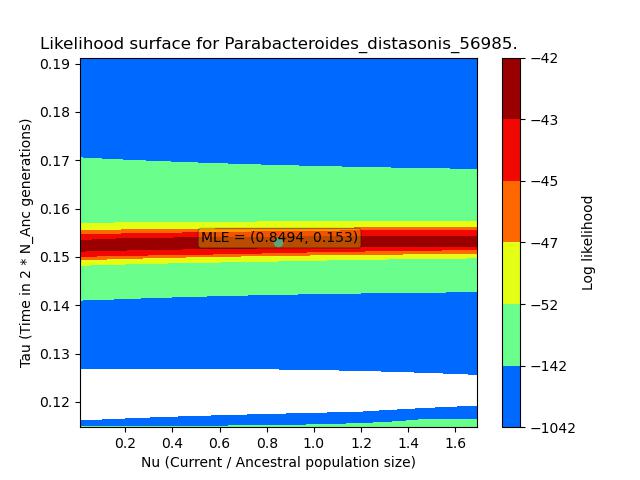 Likelihood surface for Parabacteroides_distasonis_56985.
0.19
0.18
0.17
0.16
0.15
0.14
0.13
0.12
Tau (Time in 2 * N_Anc generations)
MLE = (0.8494, 0.153)
0.2 0.4 0.6 0.8 1.0 1.2 1.4 1.6
Nu (Current / Ancestral population size)
−42
−43
−45
−47
−52
−142
−1042
Log likelihood